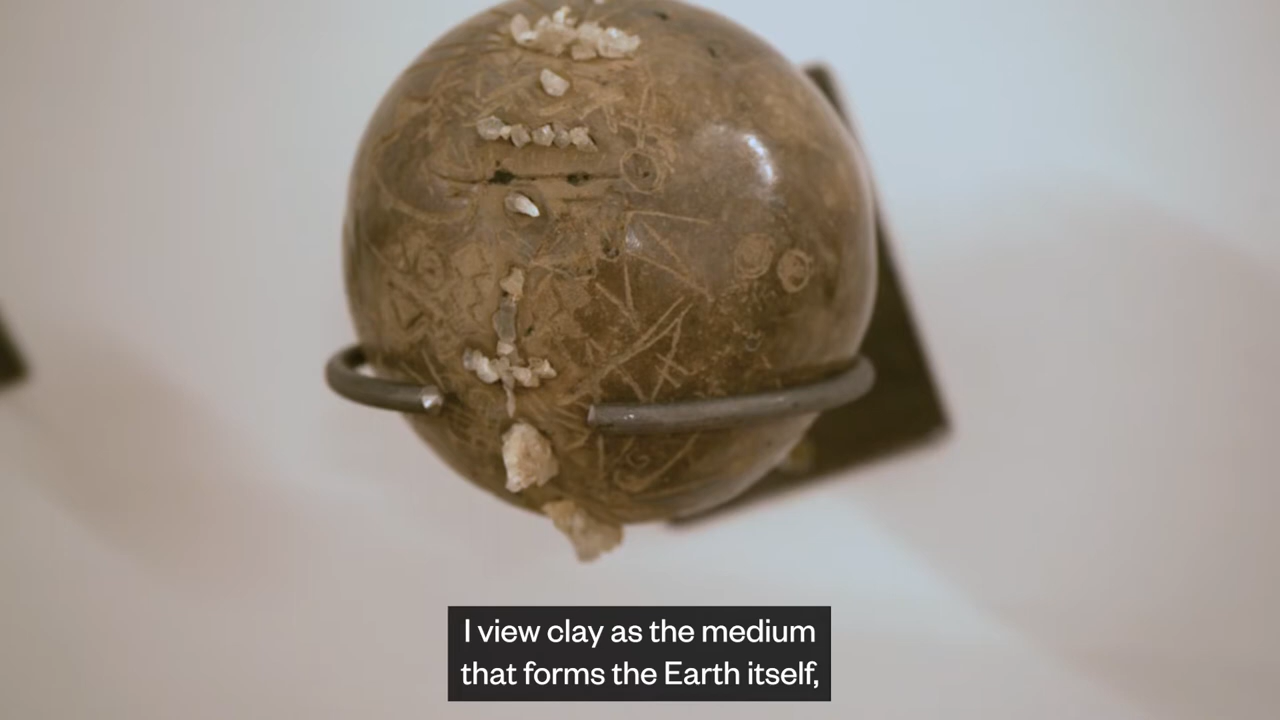 I view clay as the medium
that forms the Earth itself,